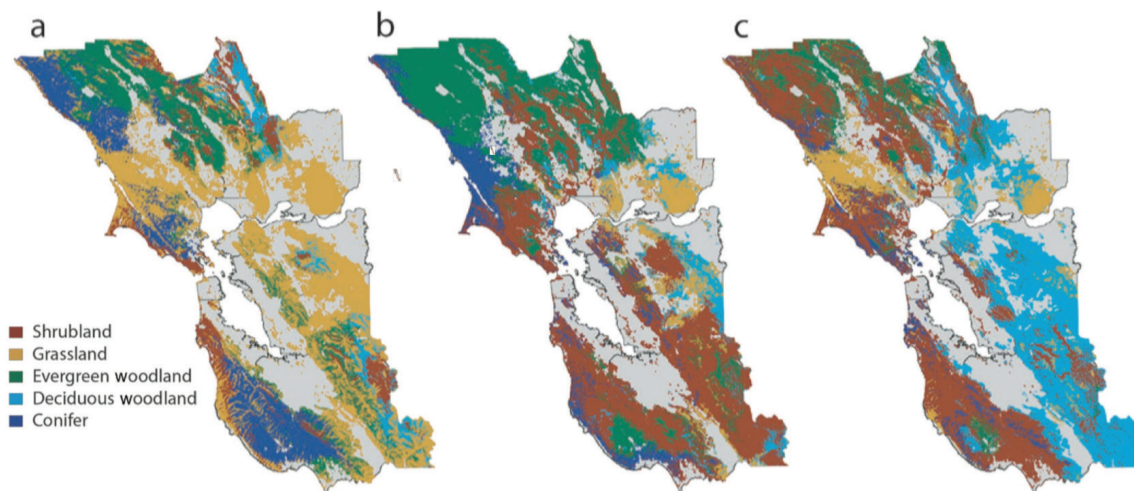 a
b
c
Shrubland
Grassland
Evergreen woodland
Deciduous woodland
Conifer